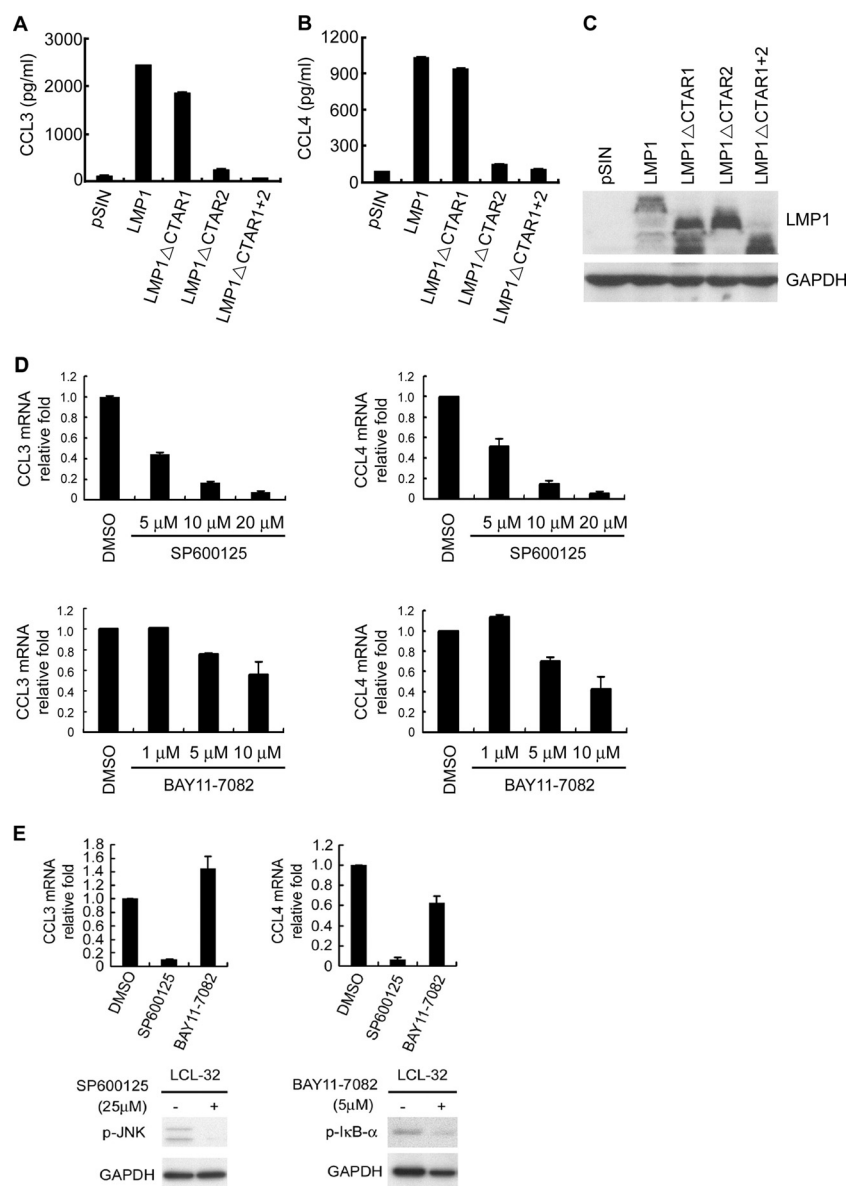 A
CCL3 (pg/ml)
3000
2000
1000
0
pSIN
LMP1
LMP1△CTAR1
LMP1△CTAR2
LMP1△CTAR1+2
B
CCL4 (pg/ml)
1200
900
600
300
0
pSIN
LMP1
LMP1△CTAR1
LMP1△CTAR2
LMP1△CTAR1+2
C
pSIN
LMP1
LMP1△CTAR1
LMP1△CTAR2
LMP1△CTAR1+2
LMP1
GAPDH
D
CCL3 mRNA
relative fold
1.2
1.0
0.8
0.6
0.4
0.2
0
DMSO
5 μM 10 μM 20 μM
SP600125
CCL4 mRNA
relative fold
1.2
1.0
0.8
0.6
0.4
0.2
0
DMSO
5 μM 10 μM 20 μM
SP600125
CCL3 mRNA
relative fold
1.2
1.0
0.8
0.6
0.4
0.2
0
DMSO
1 μM 5 μM 10 μM
BAY11-7082
CCL4 mRNA
relative fold
1.2
1.0
0.8
0.6
0.4
0.2
0
DMSO
1 μM 5 μM 10 μM
BAY11-7082
E
CCL3 mRNA
relative fold
1.8
1.6
1.4
1.2
1.0
0.8
0.6
0.4
0.2
0
DMSO
SP600125
BAY11-7082
CCL4 mRNA
relative fold
1.2
1.0
0.8
0.6
0.4
0.2
0
DMSO
SP600125
BAY11-7082
LCL-32
SP600125
(25μM) - +
p-JNK
GAPDH
LCL-32
BAY11-7082
(5μM) - +
p-IκB-α
GAPDH